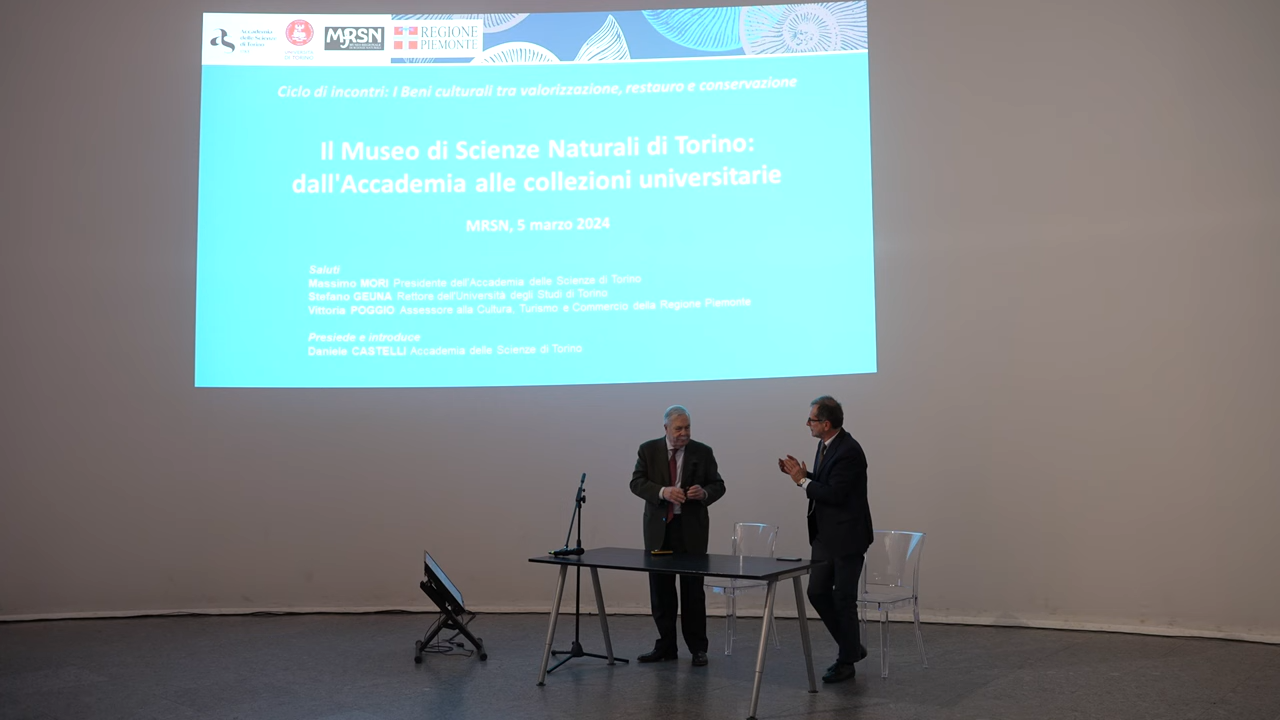 Accademia
delle Scienze
di Torino
UNIVERSITÀ
DI TORINO
MRSN
REGIONE
PIEMONTE
Ciclo di incontri: I Beni culturali tra valorizzazione, restauro e conservazione
Il Museo di Scienze Naturali di Torino:
dall'Accademia alle collezioni universitarie
MRSN, 5 marzo 2024
Saluti
Massimo MORI Presidente dell'Accademia delle Scienze di Torino
Stefano GEUNA Rettore dell'Università degli Studi di Torino
Vittoria POGGIO Assessore alla Cultura, Turismo e Commercio della Regione Piemonte
Presiede e introduce
Daniele CASTELLI Accademia delle Scienze di Torino